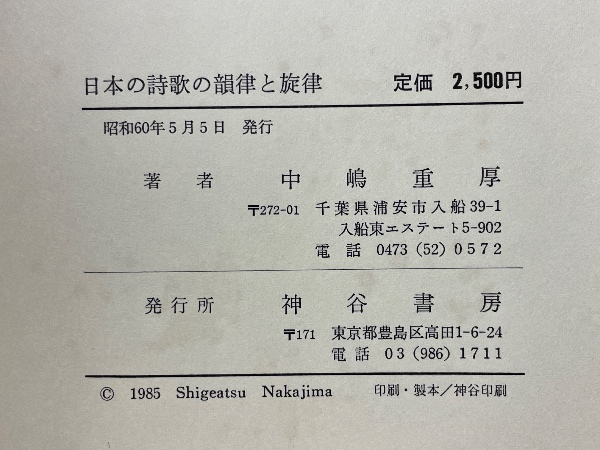 日本の詩歌の韻律と旋律 定価 2,500円
昭和60年5月5日 発行
著者 中嶋重厚
〒272-01 千葉県浦安市入船39-1
入船東エステート5-902
電話 0473(52)0572
発行所 神谷書房
〒171 東京都豊島区高田1-6-24
電話 03(986)1711
© 1985 Shigeatsu Nakajima 印刷・製本/神谷印刷